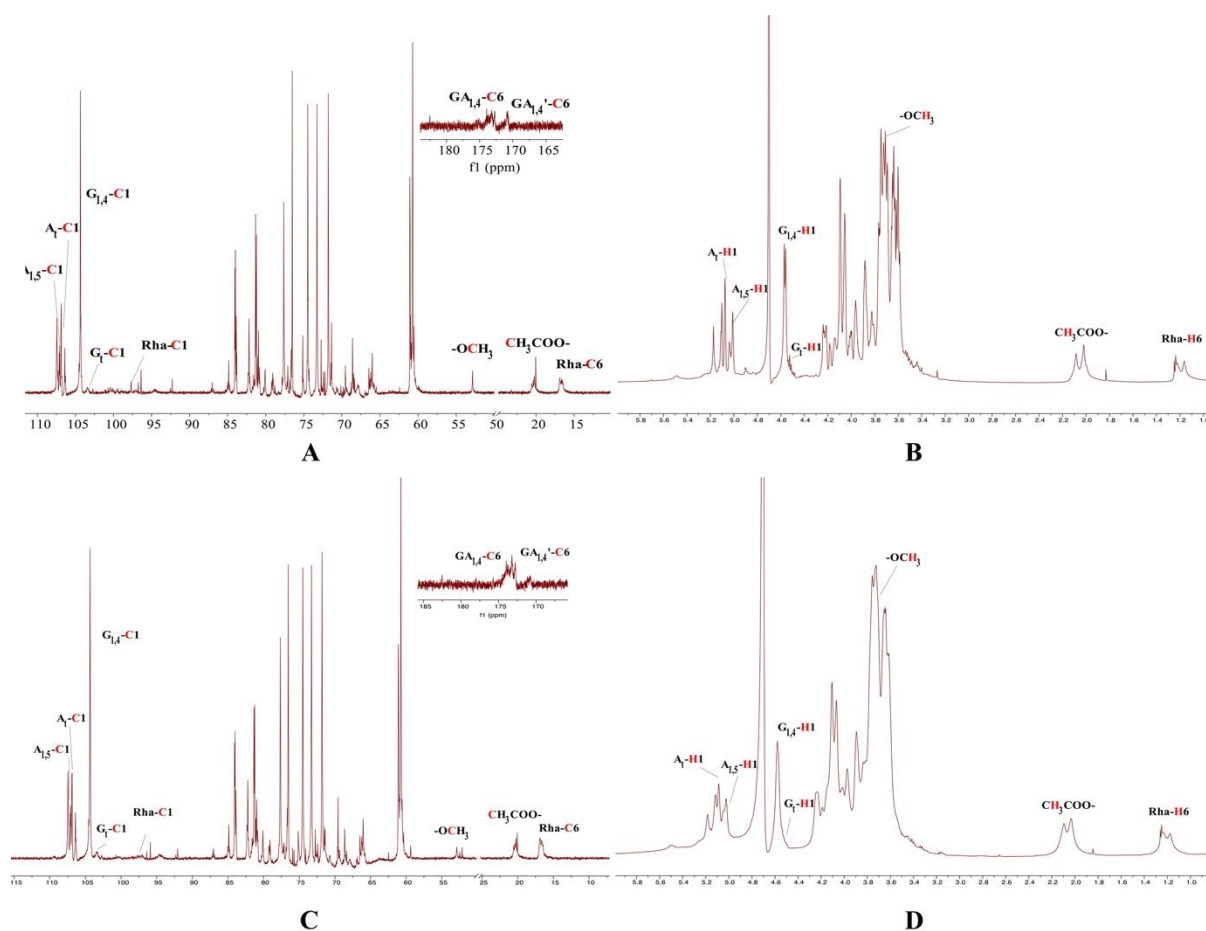 GA1,4-C6 GA1,4'-C6
180 175 170 165
f1 (ppm)
G1,4-C1
At-C1
A1,5-C1
Gt-C1
Rha-C1
-OCH3
CH3COO-
Rha-C6
110 105 100 95 90 85 80 75 70 65 60 55 50 20 15
A
-OCH3
G1,4-H1
At-H1
A1,5-H1
Gt-H1
CH3COO-
Rha-H6
5.8 5.6 5.4 5.2 5.0 4.8 4.6 4.4 4.2 4.0 3.8 3.6 3.4 3.2 3.0 2.8 2.6 2.4 2.2 2.0 1.8 1.6 1.4 1.2 1.0
B
GA1,4-C6 GA1,4'-C6
185 180 175 170
f1 (ppm)
G1,4-C1
At-C1
A1,5-C1
Gt-C1
Rha-C1
-OCH3
CH3COO-
Rha-C6
115 110 105 100 95 90 85 80 75 70 65 60 55 25 20 15 10
C
-OCH3
G1,4-H1
At-H1
A1,5-H1
Gt-H1
CH3COO-
Rha-H6
5.8 5.6 5.4 5.2 5.0 4.8 4.6 4.4 4.2 4.0 3.8 3.6 3.4 3.2 3.0 2.8 2.6 2.4 2.2 2.0 1.8 1.6 1.4 1.2 1.0
D